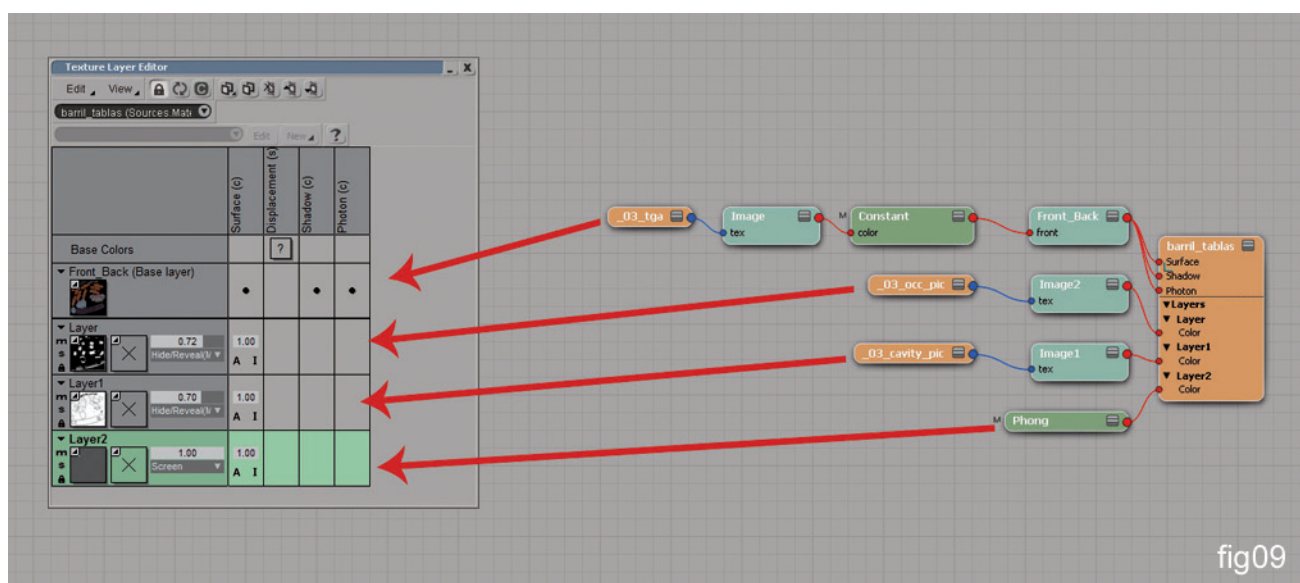 Texture Layer Editor
Edit View
barril_tablas (Sources.Mate
Edit New ?
Surface (c)
Displacement (s)
Shadow (c)
Photon (c)
Base Colors
?
Front_Back (Base layer)
Layer
m
0.72
1.00
s
Hide/Reveal(M
A I
Layer1
m
0.70
1.00
s
Hide/Reveal(M
A I
Layer2
m
1.00
1.00
s
Screen
A I
_03_tga
Image
tex
M Constant
color
Front_Back
front
barril_tablas
Surface
Shadow
Photon
Layers
Layer
Color
Layer1
Color
Layer2
Color
_03_occ_pic
Image2
tex
_03_cavity_pic
Image1
tex
M Phong
fig09